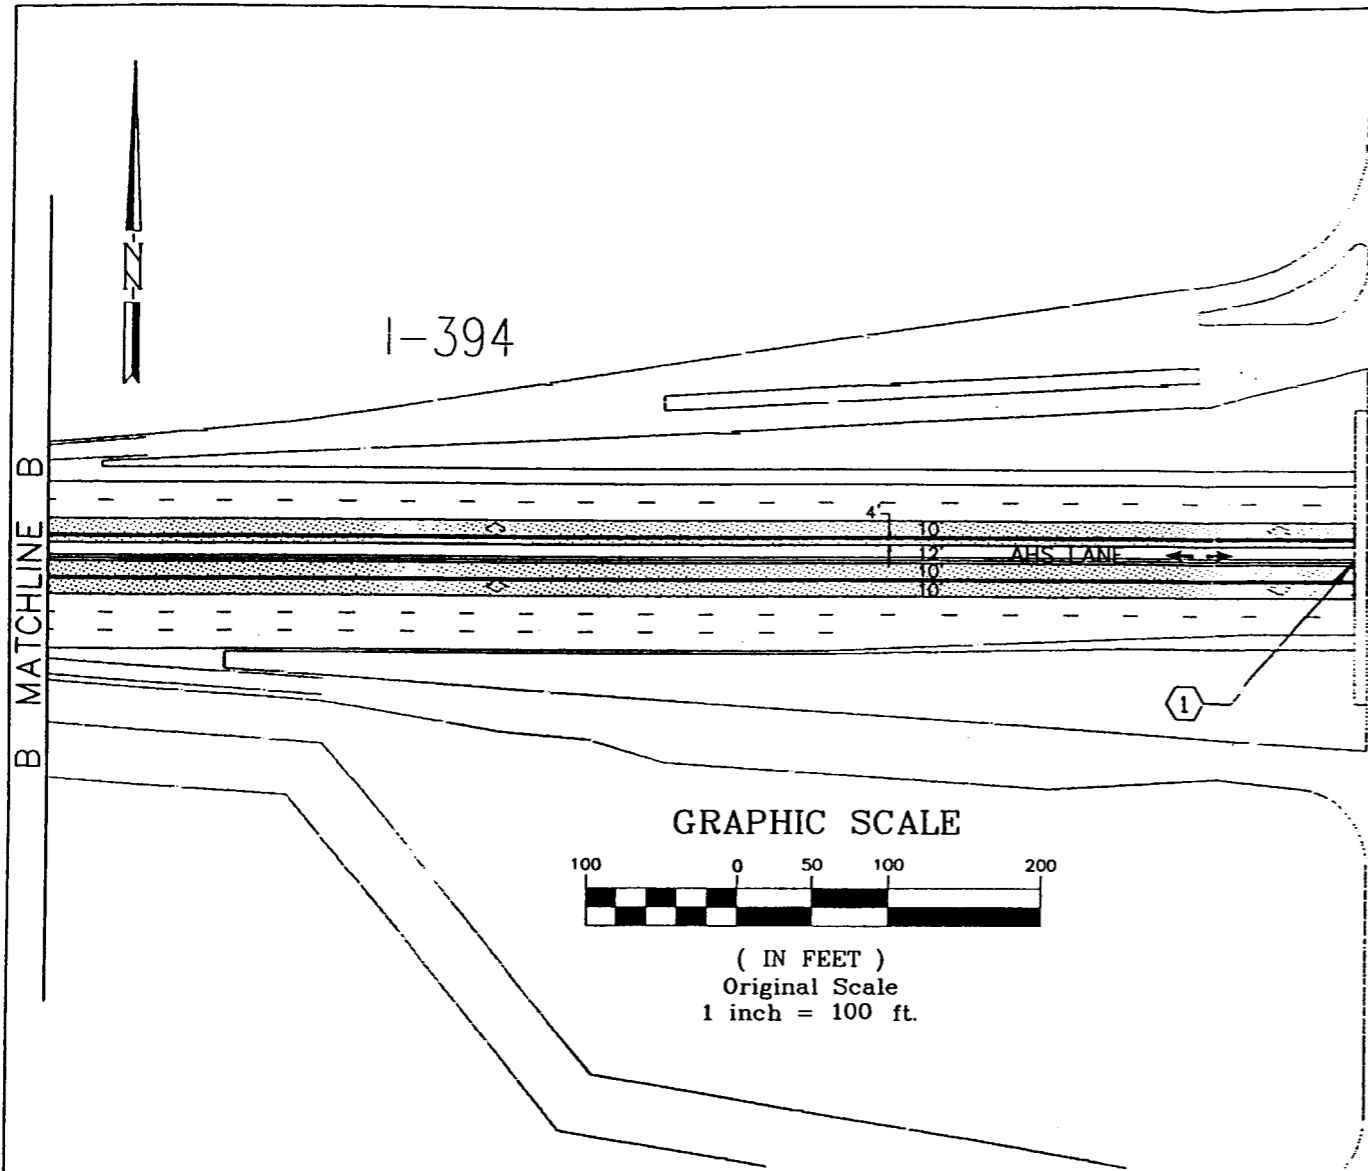 N
I-394
B MATCHLINE B
4'
10'
12'
AHS LANE
10'
10'
1
GRAPHIC SCALE
100 0 50 100 200
( IN FEET )
Original Scale
1 inch = 100 ft.